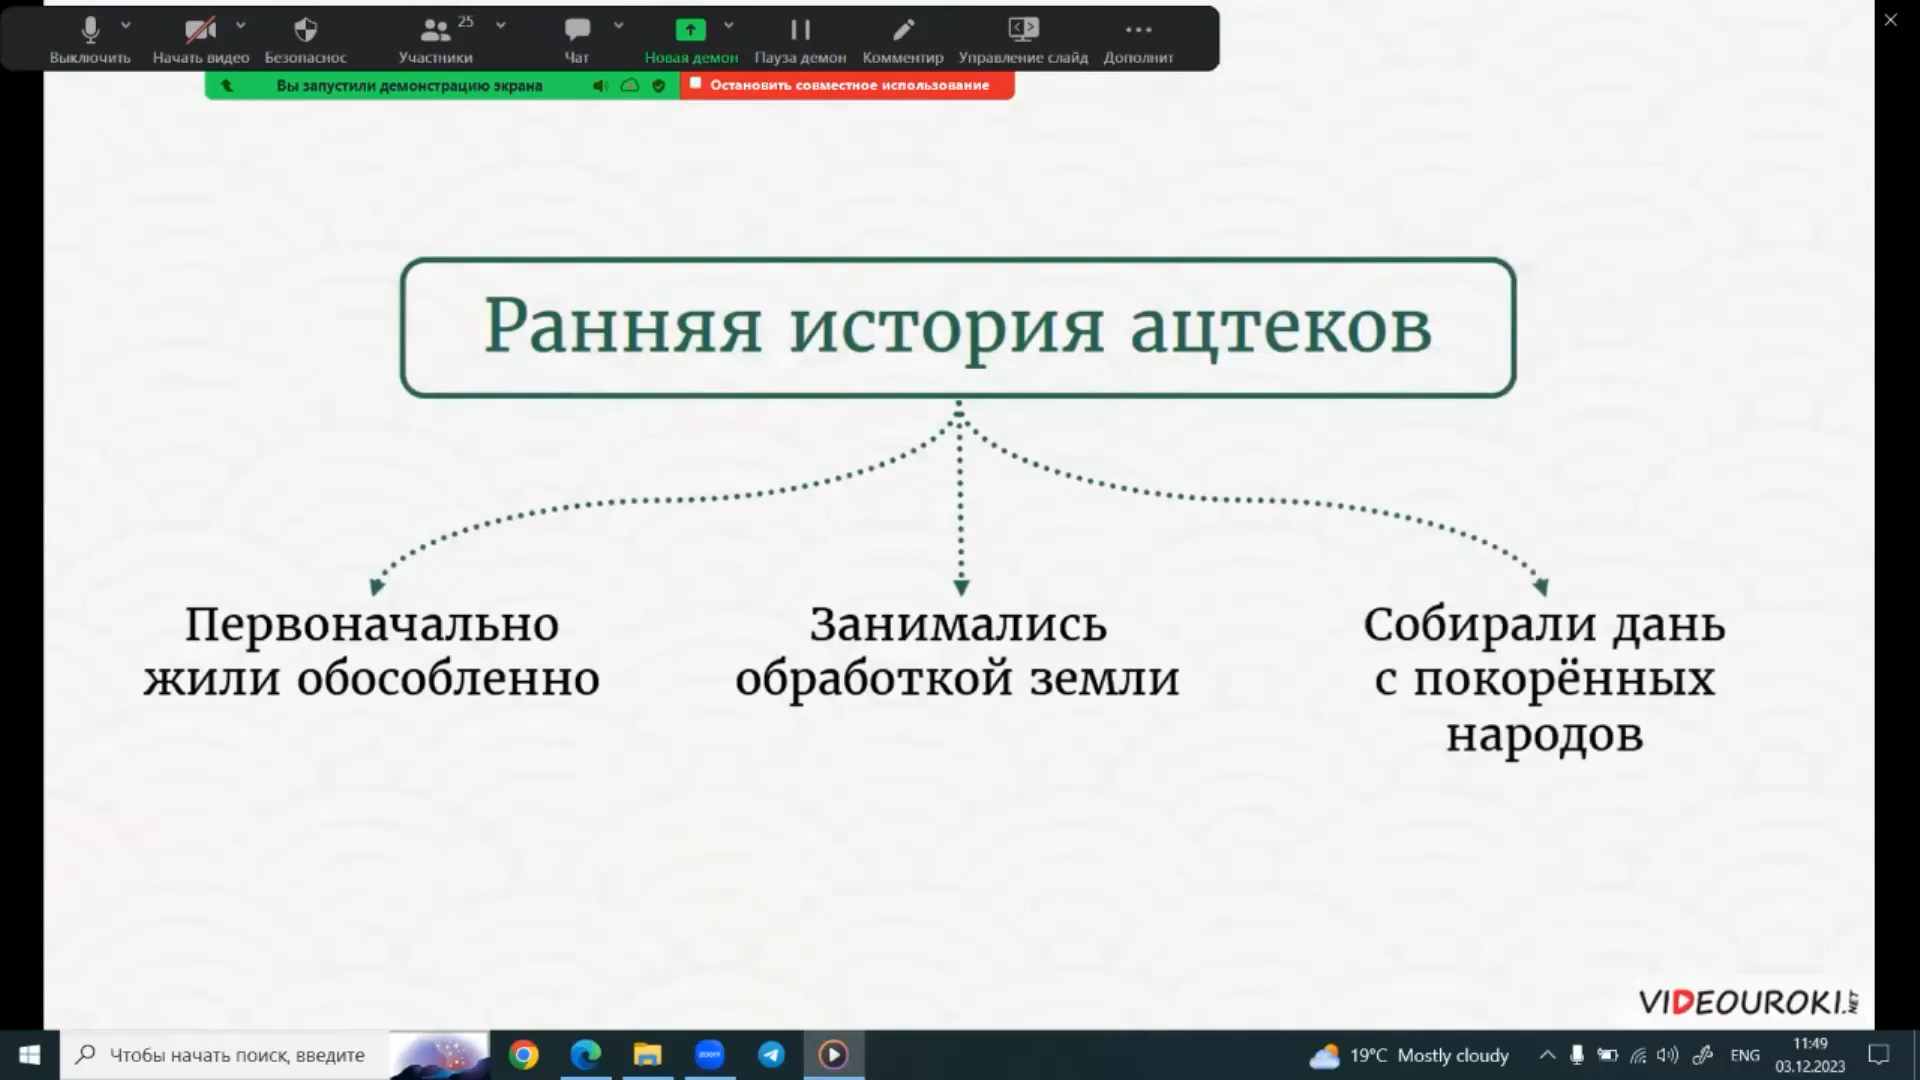 25
Выключить Начать видео Безопаснос Участники Чат Новая демон Пауза демон Комментир Управление слайд Дополнит
Вы запустили демонстрацию экрана Остановить совместное использование
Ранняя история ацтеков
Первоначально
жили обособленно
Занимались
обработкой земли
Собирали дань
с покорённых
народов
VIDEOUROKI.NET
Чтобы начать поиск, введите
zoom
19°C Mostly cloudy
ENG
11:49
03.12.2023